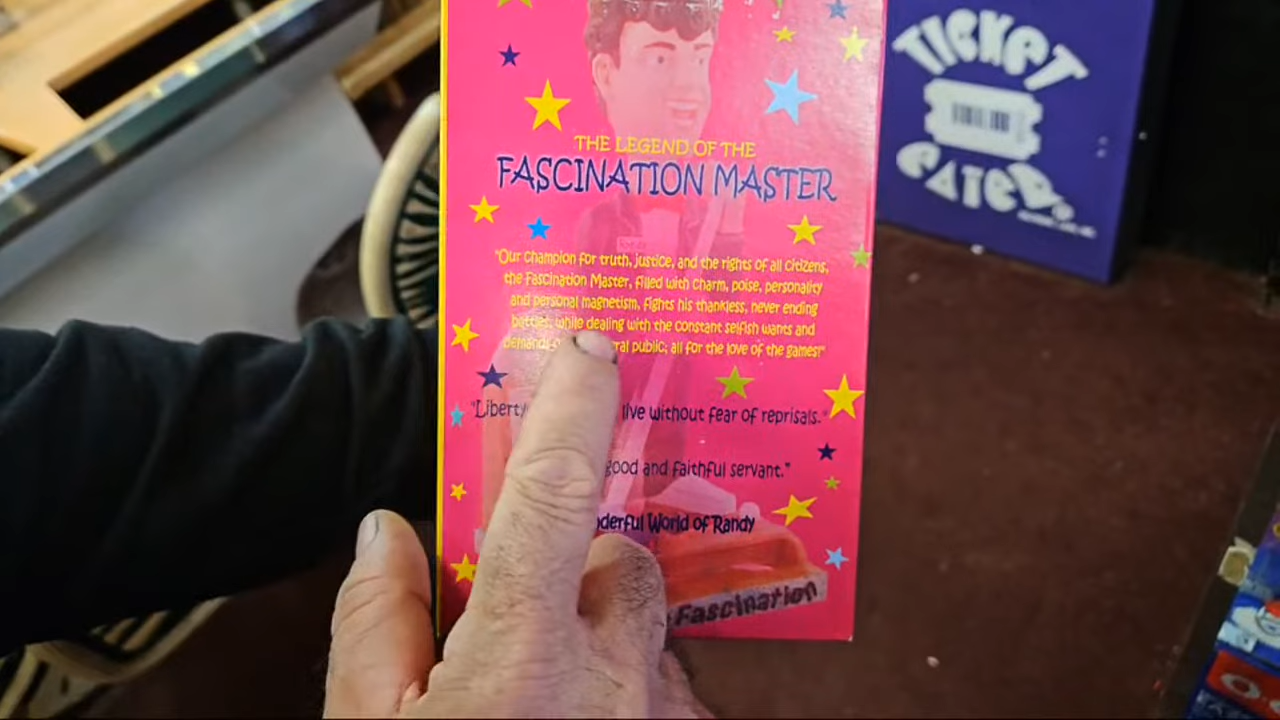 THE LEGEND OF THE
FASCINATION MASTER
"Our champion for truth, justice, and the rights of all citizens,
the Fascination Master, filled with charm, poise, personality
and personal magnetism, fights his thankless, never ending
battles, while dealing with the constant selfish wants and
demands public; all for the love of the games!"
"Liberty live without fear of reprisals."
good and faithful servant."
World of Randy
Fascination
TICKET
EATER